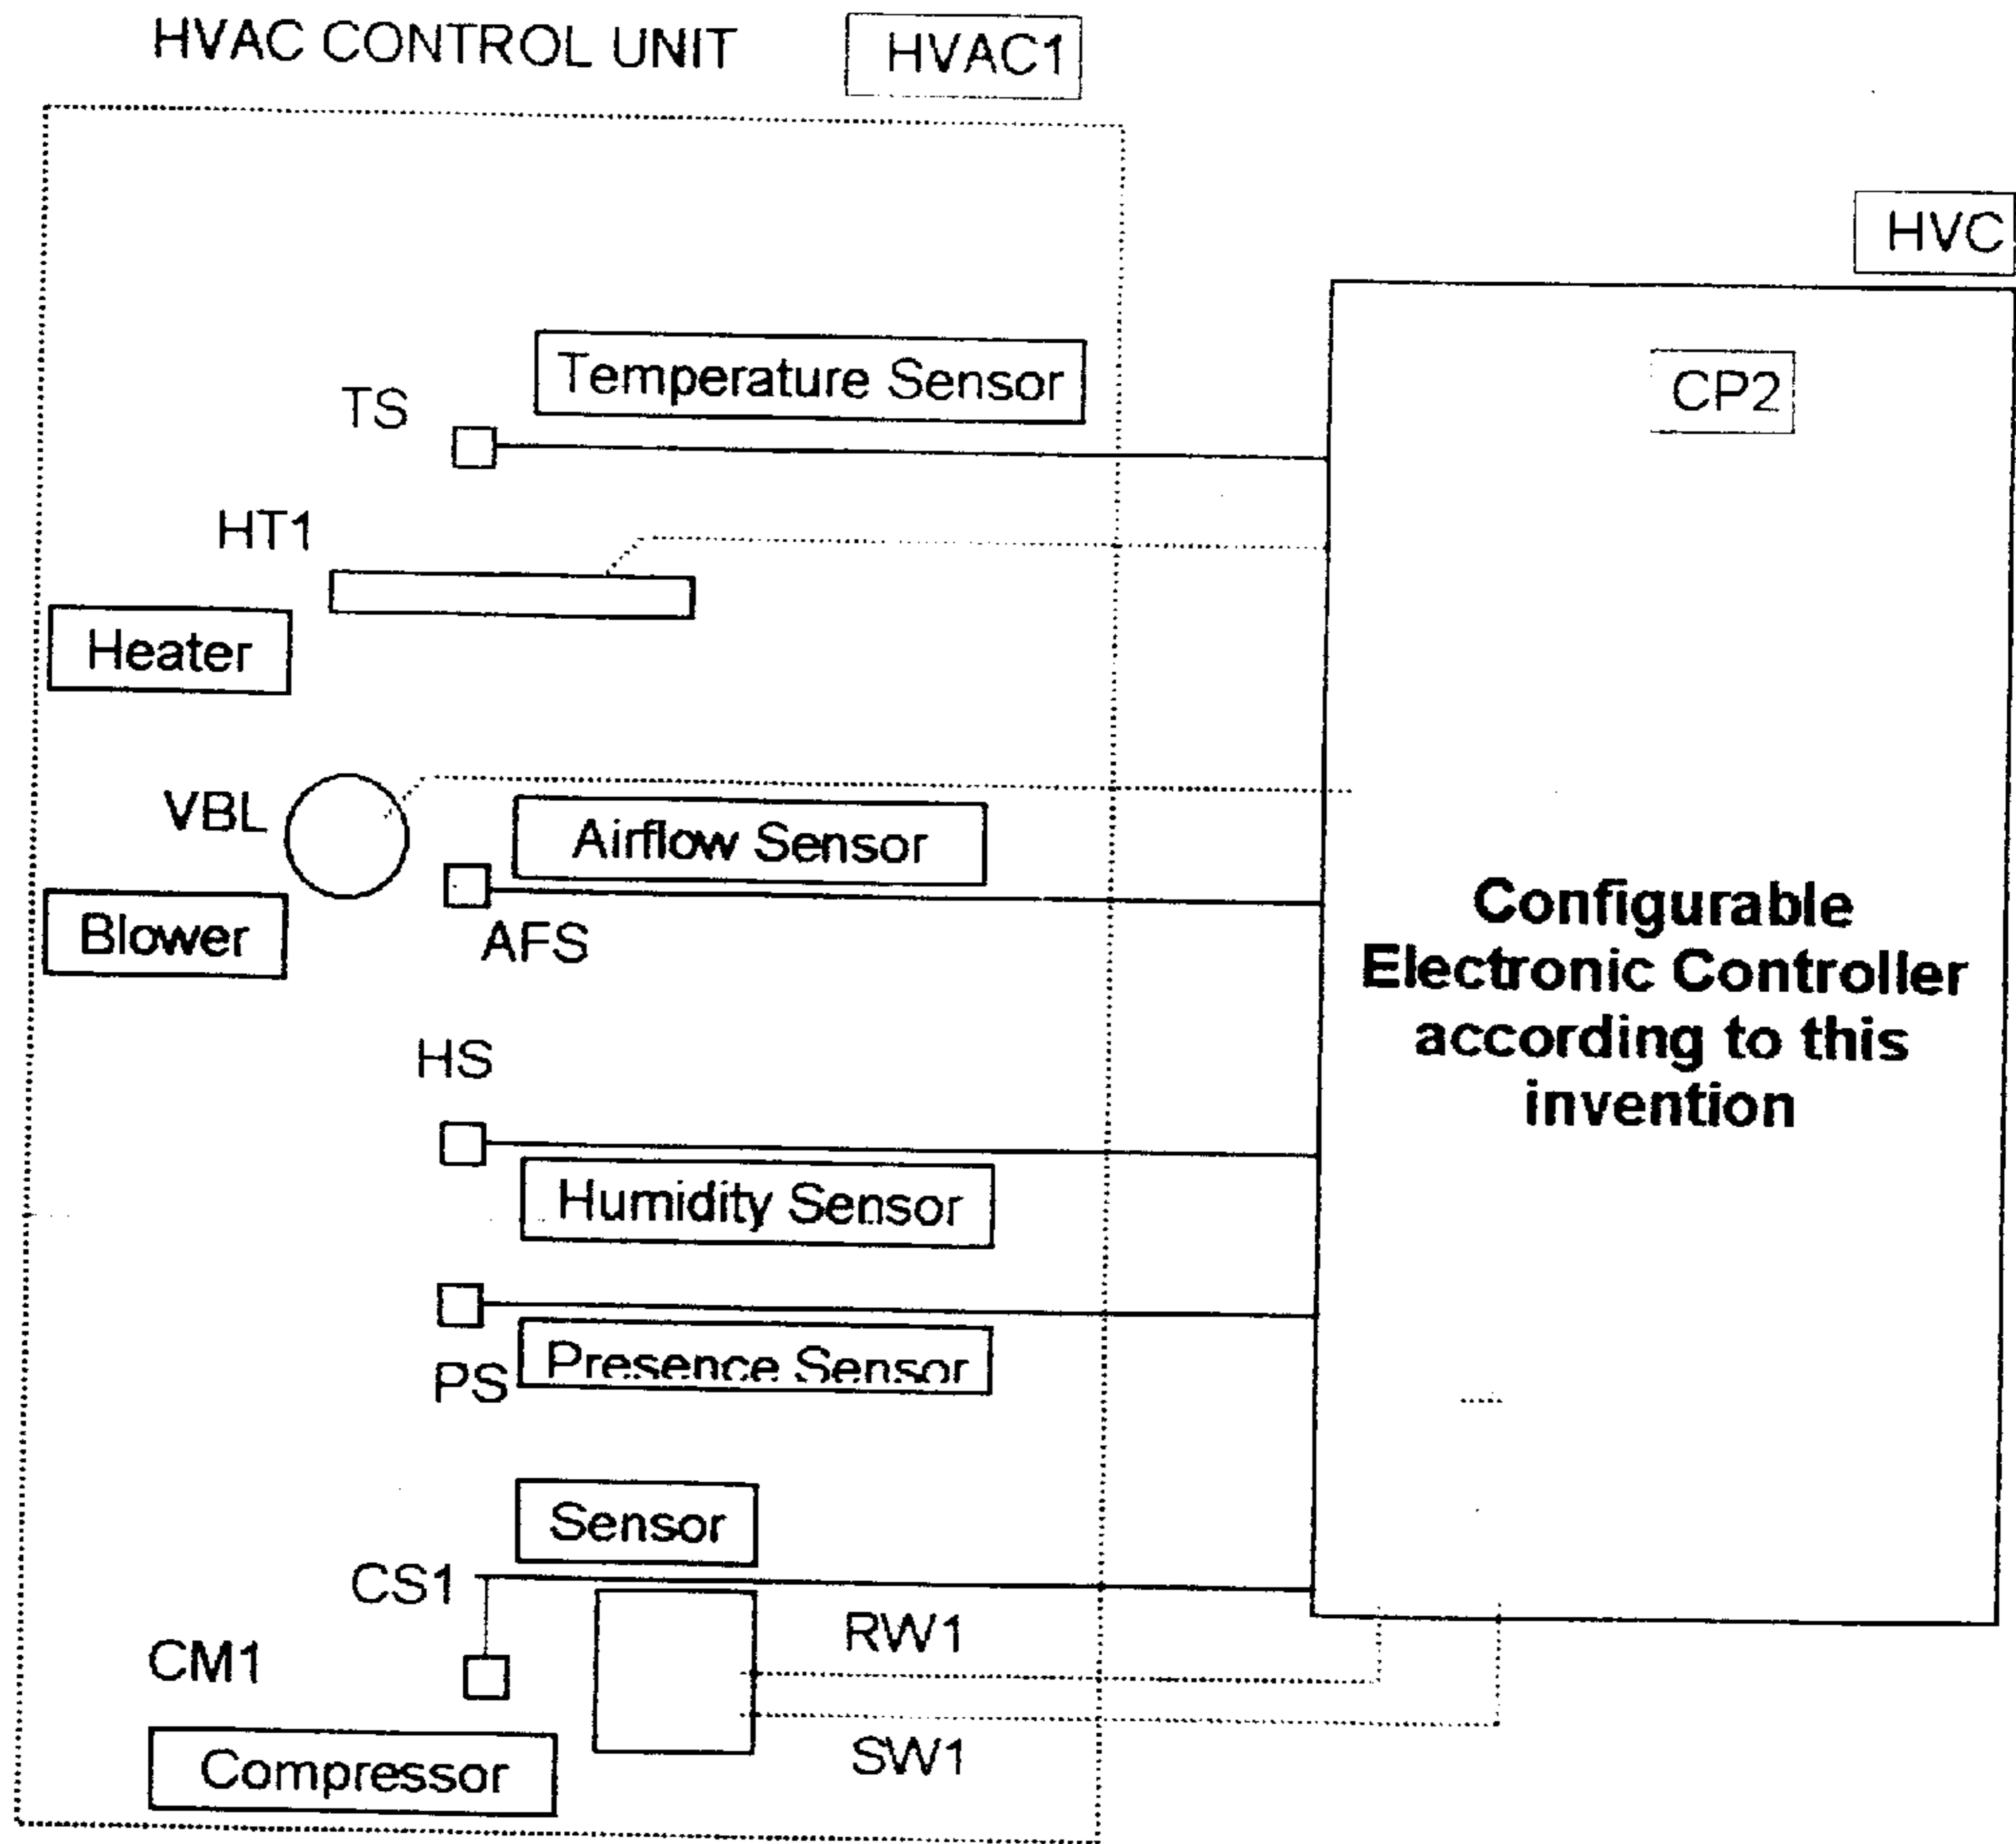 HVAC CONTROL UNIT
HVAC1
HVC
CP2
Temperature Sensor
TS
HT1
Heater
VBL
Airflow Sensor
Blower
AFS
Configurable
Electronic Controller
according to this
invention
HS
Humidity Sensor
PS
Presence Sensor
Sensor
CS1
CM1
RW1
SW1
Compressor